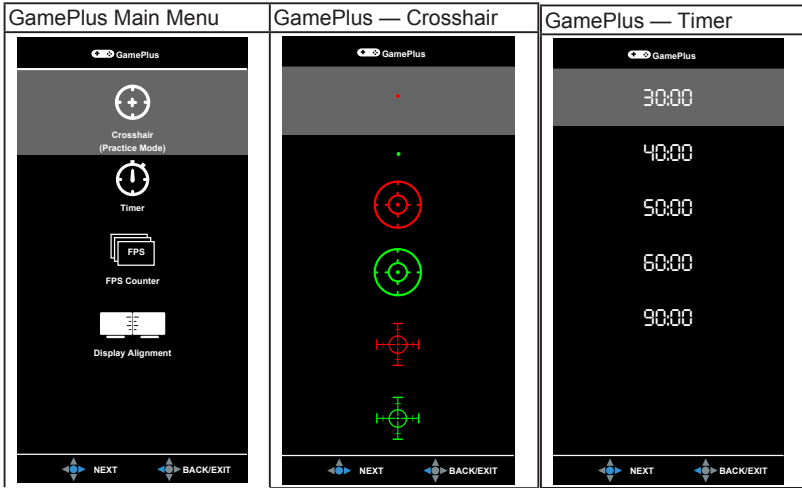 GamePlus Main Menu
GamePlus
Crosshair
(Practice Mode)
Timer
FPS
FPS Counter
Display Alignment
NEXT BACK/EXIT
GamePlus — Crosshair
GamePlus
NEXT BACK/EXIT
GamePlus — Timer
GamePlus
30:00
40:00
50:00
60:00
90:00
NEXT BACK/EXIT